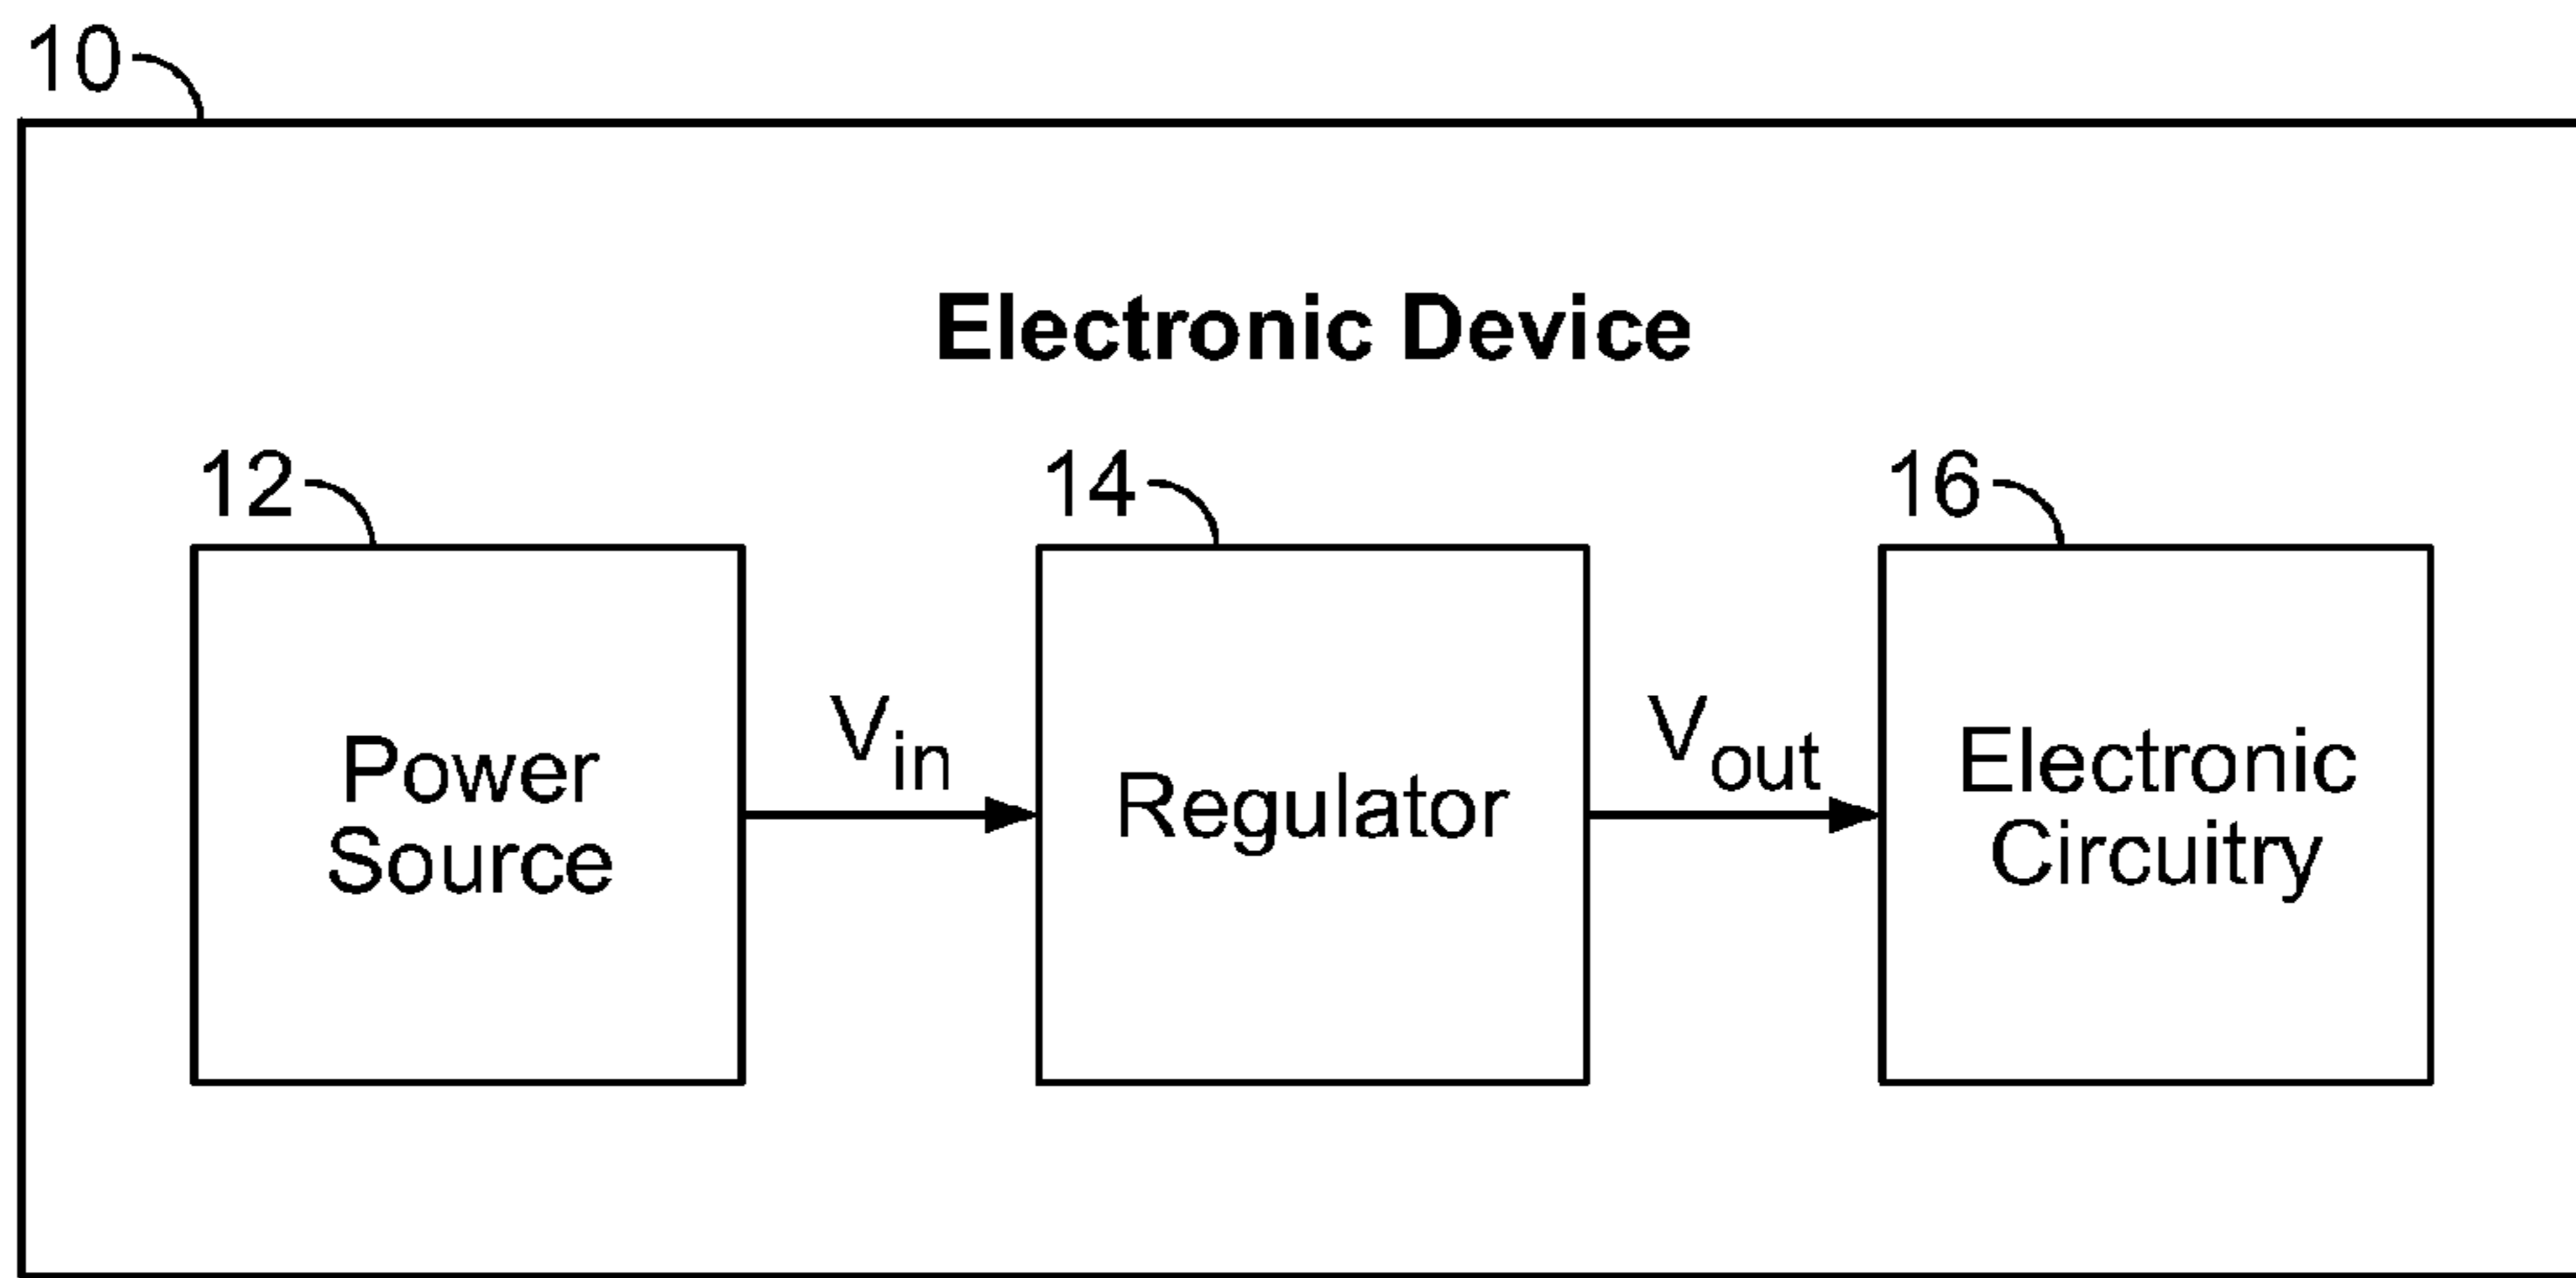 10
Electronic Device
12
14
16
Power
Source
Vin
Regulator
Vout
Electronic
Circuitry